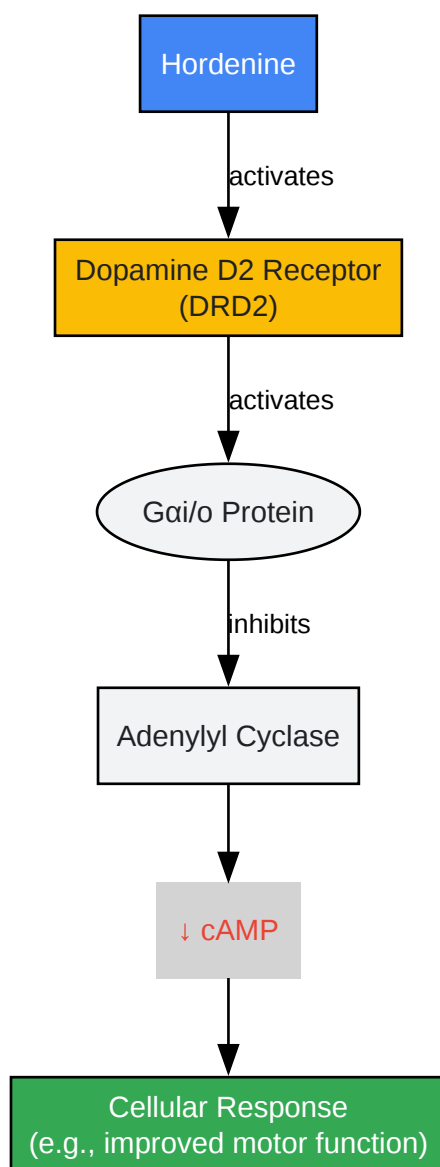 Hordenine
activates
Dopamine D2 Receptor
(DRD2)
activates
Gαi/o Protein
inhibits
Adenylyl Cyclase
↓ cAMP
Cellular Response
(e.g., improved motor function)